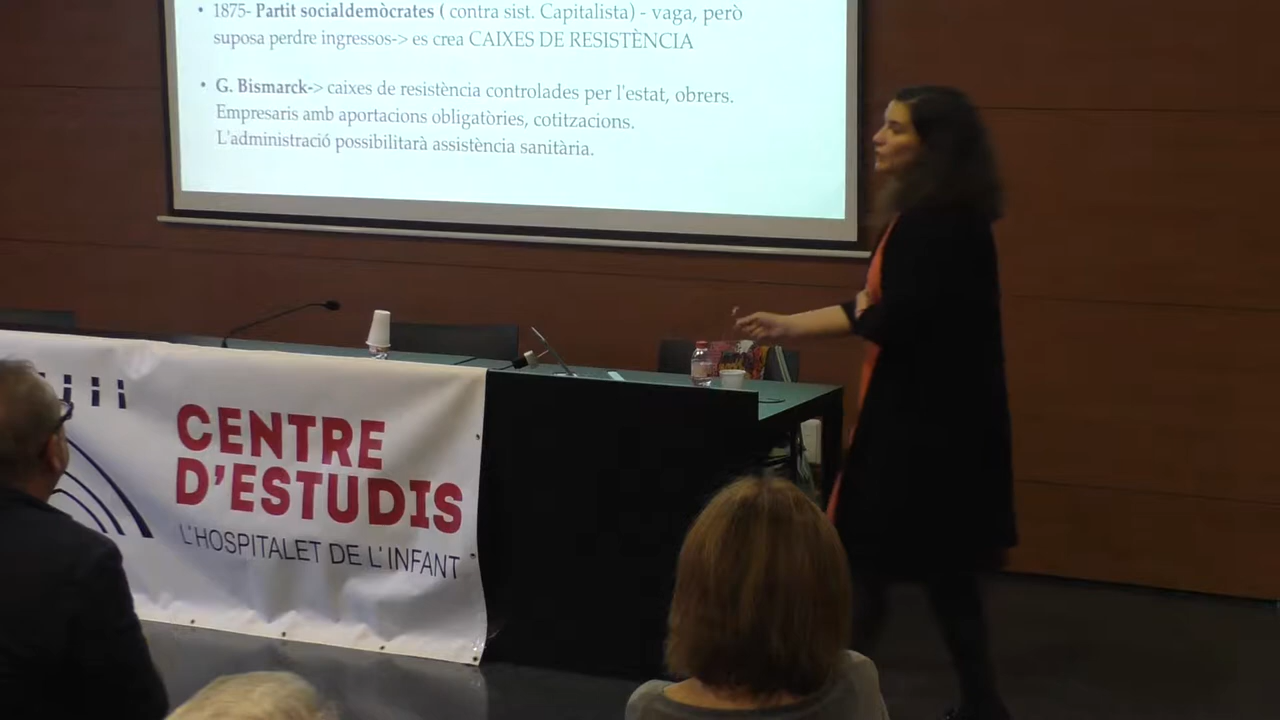 • 1875- Partit socialdemòcrates ( contra sist. Capitalista) - vaga, però
suposa perdre ingressos-> es crea CAIXES DE RESISTÈNCIA
• G. Bismarck-> caixes de resistència controlades per l'estat, obrers.
Empresaris amb aportacions obligatòries, cotitzacions.
L'administració possibilitarà assistència sanitària.
CENTRE
D'ESTUDIS
L'HOSPITALET DE L'INFANT